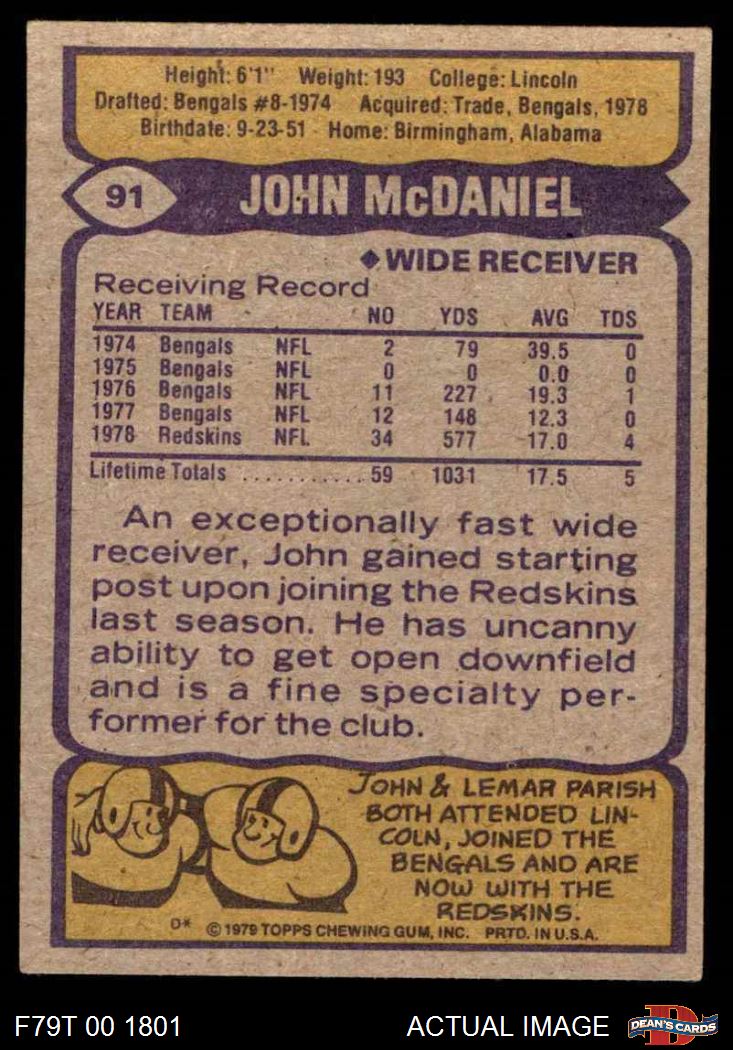 Height: 6'1" Weight: 193 College: Lincoln
Drafted: Bengals #8-1974 Acquired: Trade, Bengals, 1978
Birthdate: 9-23-51 Home: Birmingham, Alabama
91 JOHN McDANIEL
◆WIDE RECEIVER
Receiving Record
YEAR TEAM NO YDS AVG TDS
1974 Bengals NFL 2 79 39.5 0
1975 Bengals NFL 0 0 0.0 0
1976 Bengals NFL 11 227 19.3 1
1977 Bengals NFL 12 148 12.3 0
1978 Redskins NFL 34 577 17.0 4
Lifetime Totals ........... 59 1031 17.5 5
An exceptionally fast wide
receiver, John gained starting
post upon joining the Redskins
last season. He has uncanny
ability to get open downfield
and is a fine specialty per-
former for the club.
JOHN & LEMAR PARISH
BOTH ATTENDED LIN-
COLN, JOINED THE
BENGALS AND ARE
NOW WITH THE
REDSKINS.
D* © 1979 TOPPS CHEWING GUM, INC. PRTD. IN U.S.A.
F79T 00 1801 ACTUAL IMAGE D DEAN'S CARDS